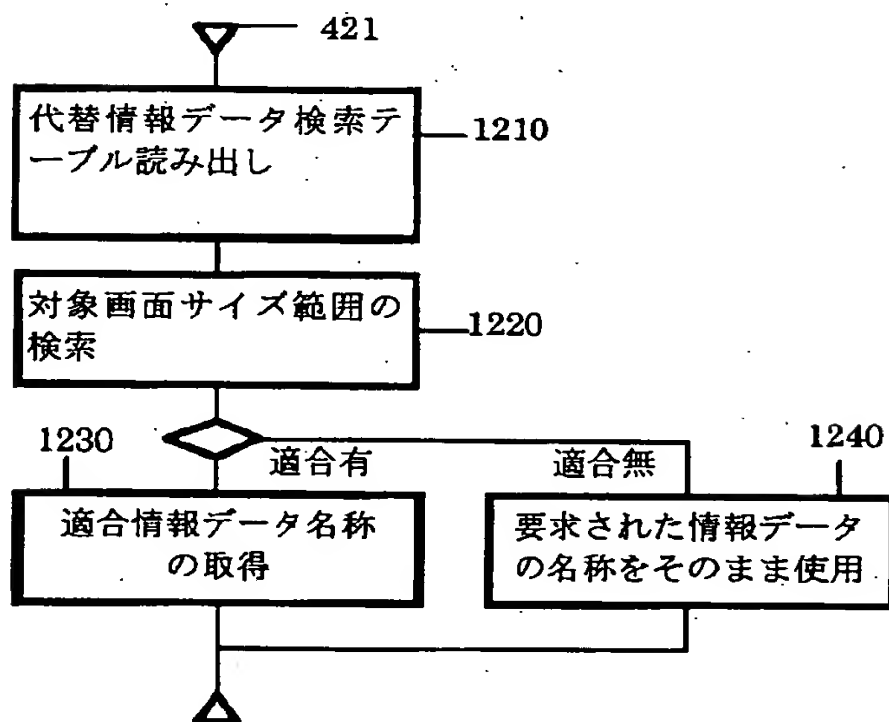 421
代替情報データ検索テ
ーブル読み出し
1210
対象画面サイズ範囲の
検索
1220
1230
適合有
適合無
1240
適合情報データ名称
の取得
要求された情報データ
の名称をそのまま使用